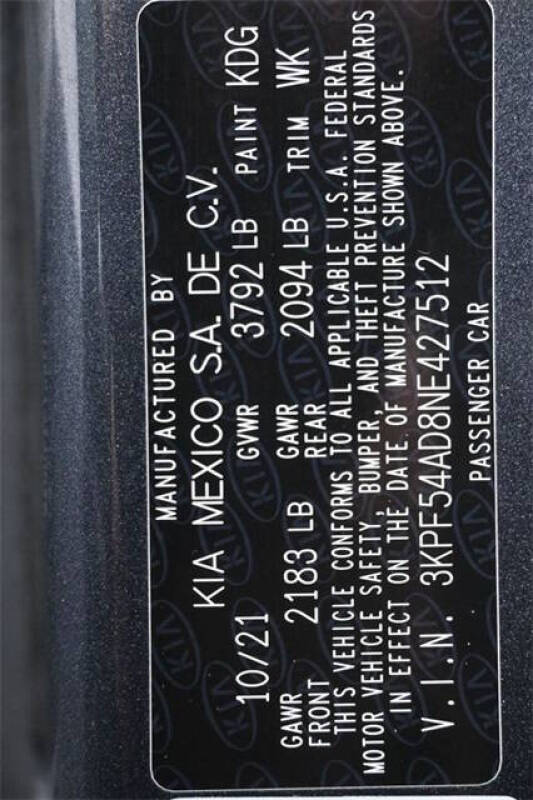 MANUFACTURED BY
KIA MEXICO S.A. DE C.V.
10/21 GVWR 3792 LB PAINT KDG
GAWR FRONT 2183 LB GAWR REAR 2094 LB TRIM WK
THIS VEHICLE CONFORMS TO ALL APPLICABLE U.S.A. FEDERAL
MOTOR VEHICLE SAFETY, BUMPER, AND THEFT PREVENTION STANDARDS
IN EFFECT ON THE DATE OF MANUFACTURE SHOWN ABOVE.
V.I.N. 3KPF54AD8NE427512
PASSENGER CAR